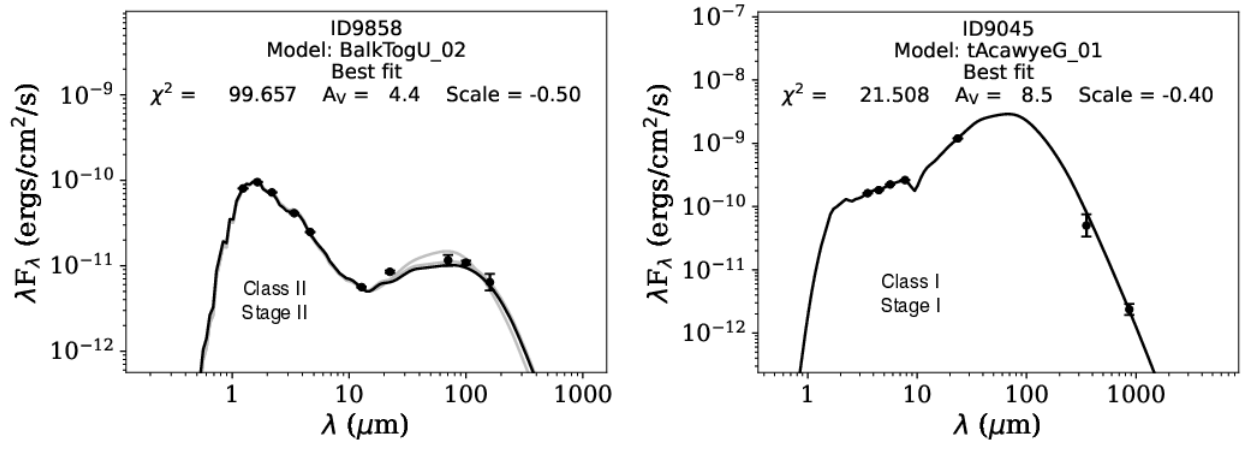 ID9858
Model: BalkTogU_02
Best fit
χ² = 99.657 Aᵥ = 4.4 Scale = -0.50
10⁻⁹
10⁻¹⁰
10⁻¹¹
10⁻¹²
λF_λ (ergs/cm²/s)
Class II
Stage II
1 10 100 1000
λ (μm)
ID9045
Model: tAcawyeG_01
Best fit
χ² = 21.508 Aᵥ = 8.5 Scale = -0.40
10⁻⁷
10⁻⁸
10⁻⁹
10⁻¹⁰
10⁻¹¹
10⁻¹²
λF_λ (ergs/cm²/s)
Class I
Stage I
1 10 100 1000
λ (μm)